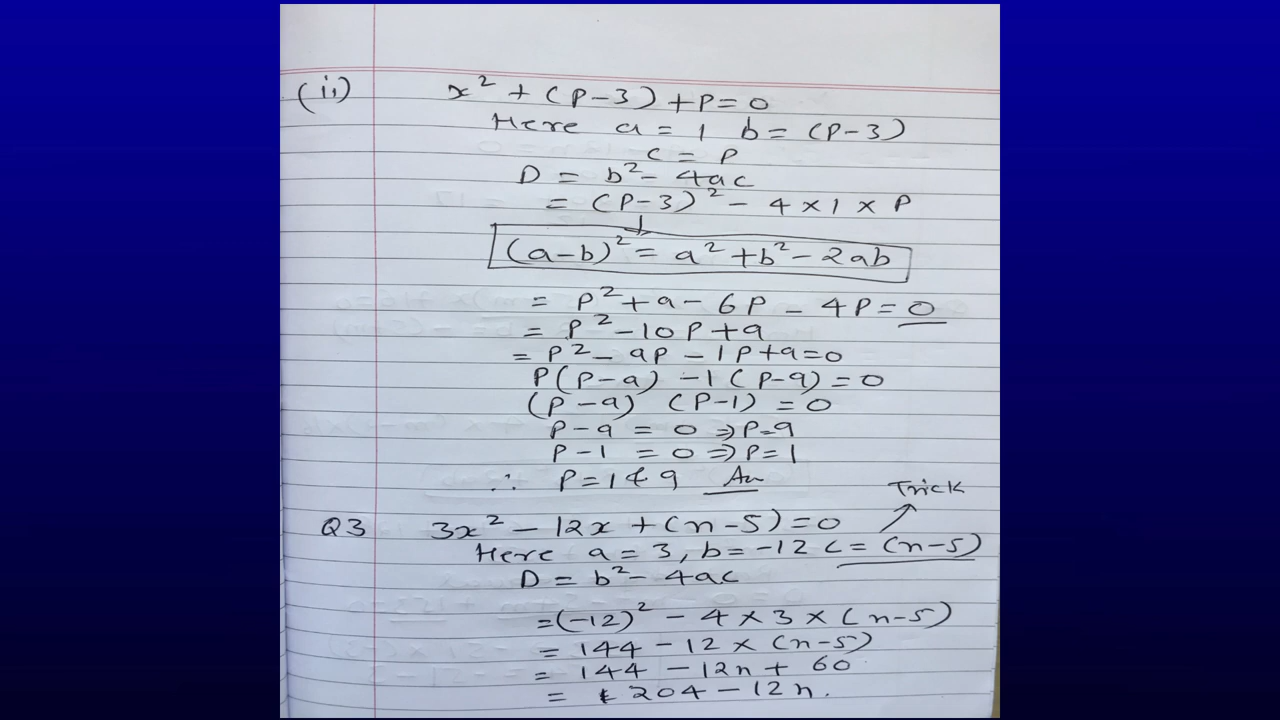 (ii) x² + (P-3) + P = 0
Here a = 1 b = (P-3)
c = P
D = b² - 4ac
= (P-3)² - 4 × 1 × P
(a-b)² = a² + b² - 2ab
= P² + 9 - 6P - 4P = 0
= P² - 10P + 9
= P² - 9P - 1P + 9 = 0
P(P-9) -1(P-9) = 0
(P-9) (P-1) = 0
P-9 = 0 ⇒ P=9
P-1 = 0 ⇒ P=1
∴ P = 1 & 9 Ans
Trick
Q3 3x² - 12x + (n-5) = 0
Here a = 3, b = -12 c = (n-5)
D = b² - 4ac
= (-12)² - 4 × 3 × (n-5)
= 144 - 12 × (n-5)
= 144 - 12n + 60
= 204 - 12n.